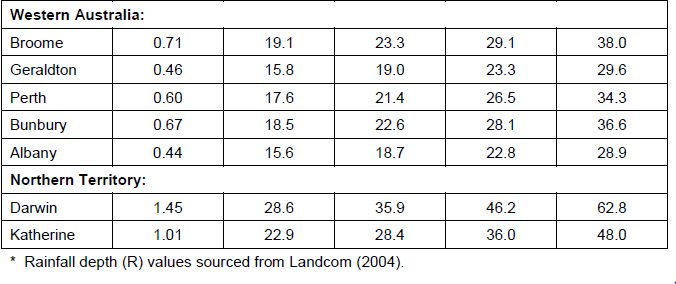 Western Australia:
Broome 0.71 19.1 23.3 29.1 38.0
Geraldton 0.46 15.8 19.0 23.3 29.6
Perth 0.60 17.6 21.4 26.5 34.3
Bunbury 0.67 18.5 22.6 28.1 36.6
Albany 0.44 15.6 18.7 22.8 28.9
Northern Territory:
Darwin 1.45 28.6 35.9 46.2 62.8
Katherine 1.01 22.9 28.4 36.0 48.0
* Rainfall depth (R) values sourced from Landcom (2004).